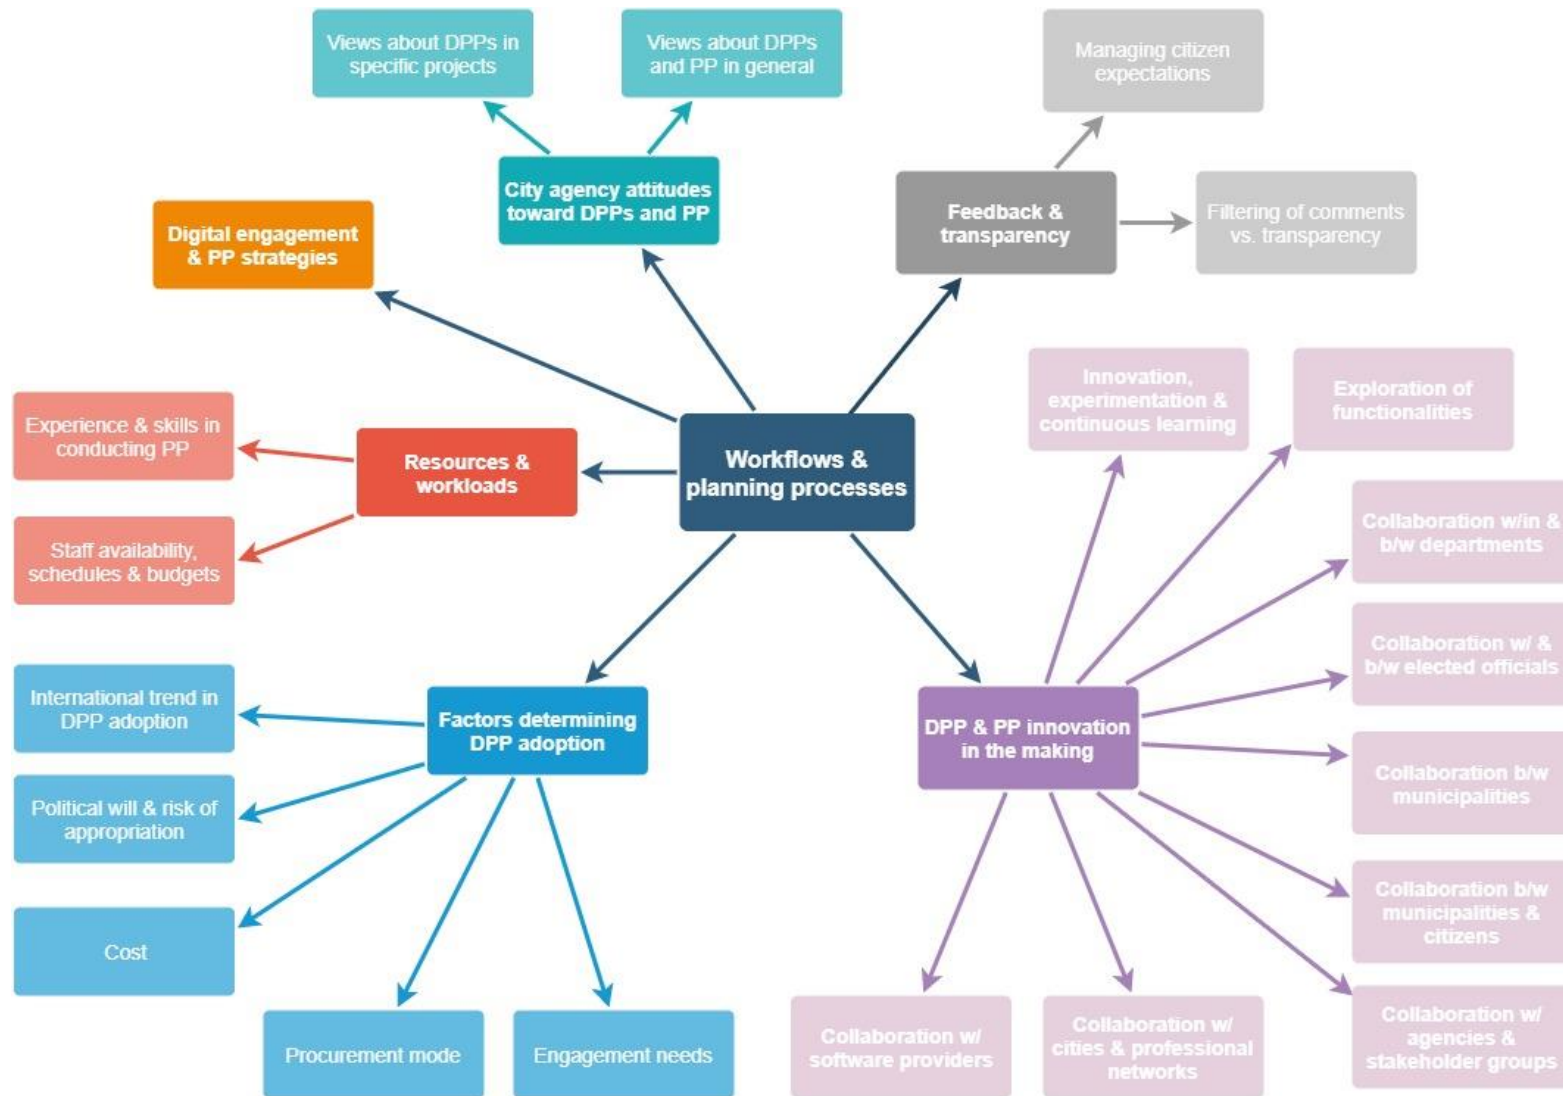 Views about DPPs in
specific projects
Views about DPPs
and PP in general
Managing citizen
expectations
City agency attitudes
toward DPPs and PP
Feedback &
transparency
Filtering of comments
vs. transparency
Digital engagement
& PP strategies
Innovation,
experimentation &
continuous learning
Exploration of
functionalities
Experience & skills in
conducting PP
Resources &
workloads
Workflows &
planning processes
Collaboration w/in &
b/w departments
Staff availability,
schedules & budgets
Collaboration w/ &
b/w elected officials
International trend in
DPP adoption
Factors determining
DPP adoption
DPP & PP innovation
in the making
Collaboration b/w
municipalities
Political will & risk of
appropriation
Collaboration b/w
municipalities &
citizens
Cost
Procurement mode
Engagement needs
Collaboration w/
software providers
Collaboration w/
cities & professional
networks
Collaboration w/
agencies &
stakeholder groups